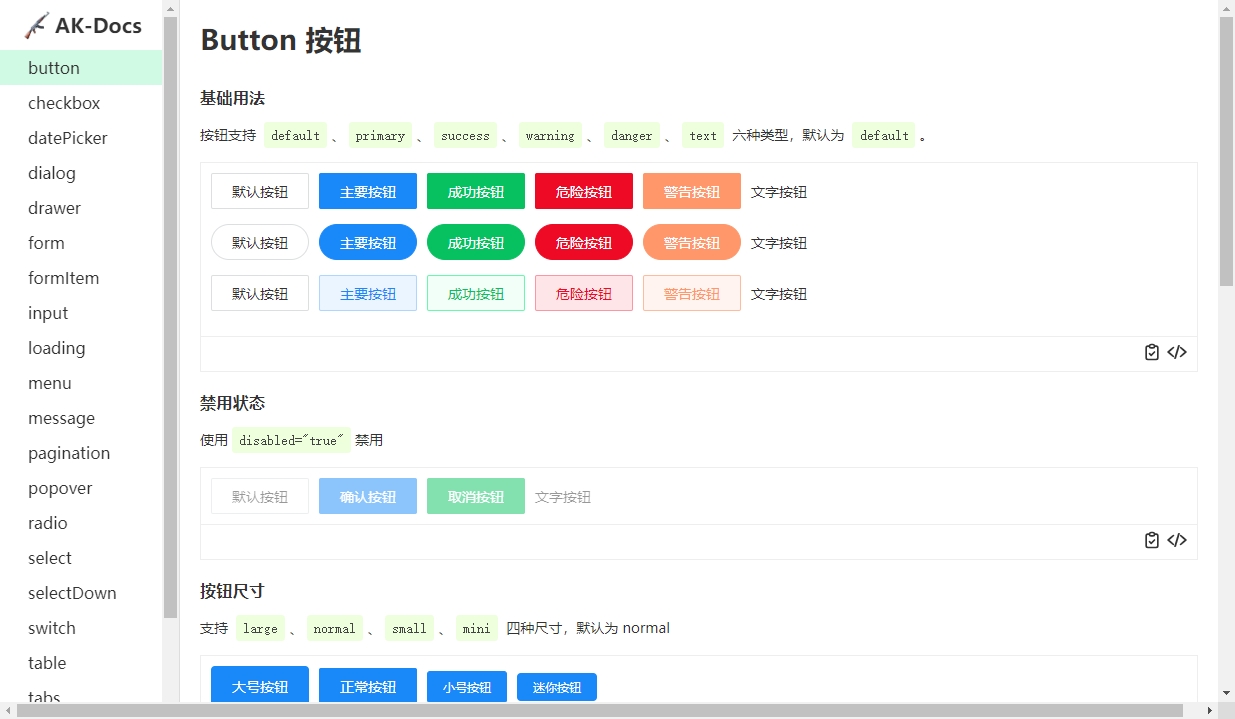 AK-Docs
button
checkbox
datePicker
dialog
drawer
form
formItem
input
loading
menu
message
pagination
popover
radio
select
selectDown
switch
table
tabs
Button 按钮
基础用法
按钮支持 default 、 primary 、 success 、 warning 、 danger 、 text 六种类型，默认为 default 。
默认按钮 主要按钮 成功按钮 危险按钮 警告按钮 文字按钮
默认按钮 主要按钮 成功按钮 危险按钮 警告按钮 文字按钮
默认按钮 主要按钮 成功按钮 危险按钮 警告按钮 文字按钮
禁用状态
使用 disabled="true" 禁用
默认按钮 确认按钮 取消按钮 文字按钮
按钮尺寸
支持 large 、 normal 、 small 、 mini 四种尺寸，默认为 normal
大号按钮 正常按钮 小号按钮 迷你按钮